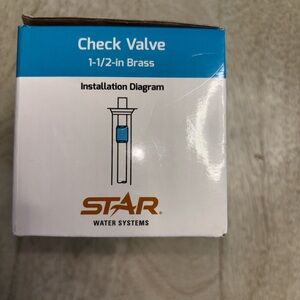 Check Valve
1-1/2-in Brass
Installation Diagram
STAR
WATER SYSTEMS